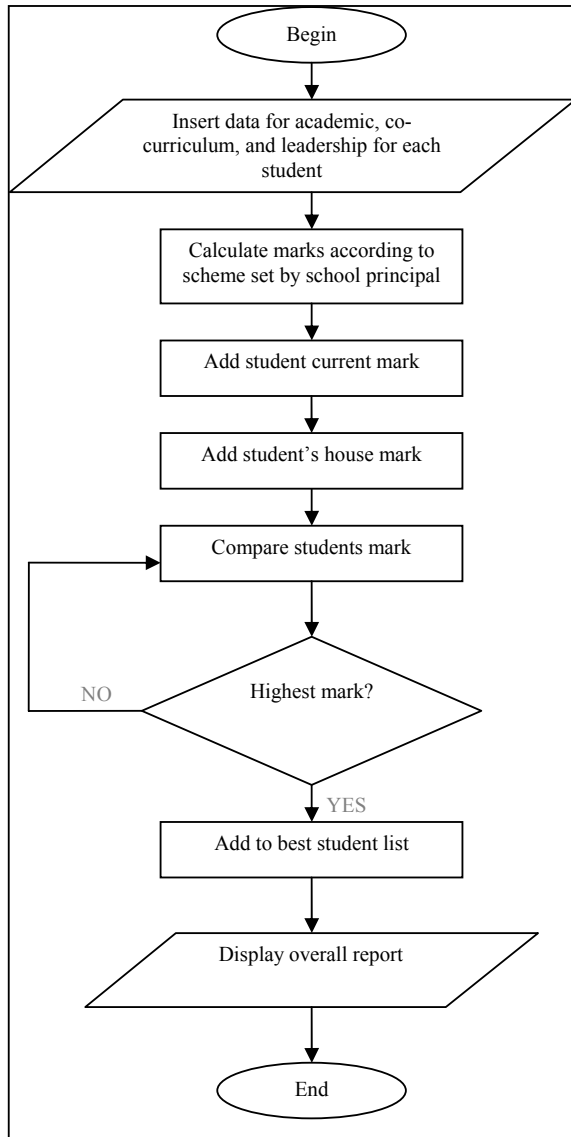 Begin
Insert data for academic, co-
curriculum, and leadership for each
student
Calculate marks according to
scheme set by school principal
Add student current mark
Add student’s house mark
Compare students mark
Highest mark?
NO
YES
Add to best student list
Display overall report
End